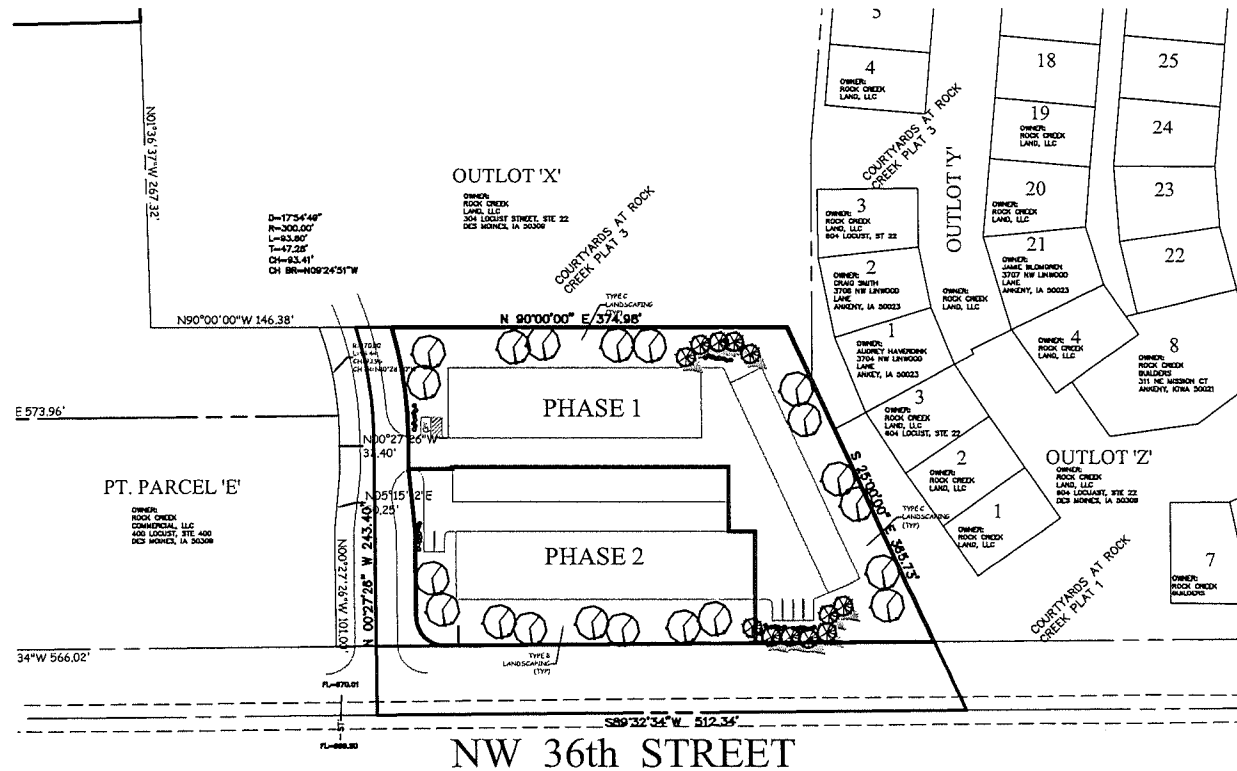 5
4
OWNER:
ROCK CREEK
LAND, LLC
18
25
19
OWNER:
ROCK CREEK
LAND, LLC
24
COURTYARDS AT ROCK
CREEK PLAT 3
OUTLOT 'Y'
20
OWNER:
ROCK CREEK
LAND, LLC
23
N01°36'37"W 267.32'
OUTLOT 'X'
OWNER:
ROCK CREEK
LAND, LLC
304 LOCUST STREET, STE 22
DES MOINES, IA 50309
COURTYARDS AT ROCK
CREEK PLAT 3
D=17°54'49"
R=300.00'
L=93.80'
T=47.28'
CH=93.41'
CH BR=N09°24'51"W
3
OWNER:
ROCK CREEK
LAND, LLC
604 LOCUST, ST 22
2
OWNER:
CRAIG SMITH
3708 NW LINWOOD
LANE
ANKENY, IA 50023
1
OWNER:
AUDREY HAVERDINK
3704 NW LINWOOD
LANE
ANKEY, IA 50023
OWNER:
ROCK CREEK
LAND, LLC
21
OWNER:
JAMIE BLOMGREN
3707 NW LINWOOD
LANE
ANKENY, IA 50023
22
4
OWNER:
ROCK CREEK
LAND, LLC
8
OWNER:
ROCK CREEK
BUILDERS
311 NE MISSION CT
ANKENY, IOWA 50021
N90°00'00"W 146.38'
TYPE C
LANDSCAPING
(TYP)
N 90°00'00" E 374.98'
PHASE 1
E 573.96'
N00°27'26"W
PT. PARCEL 'E'
OWNER:
ROCK CREEK
COMMERCIAL, LLC
400 LOCUST, STE 400
DES MOINES, IA 50309
3
OWNER:
ROCK CREEK
LAND, LLC
604 LOCUST, STE 22
2
OWNER:
ROCK CREEK
LAND, LLC
1
OWNER:
ROCK CREEK
LAND, LLC
OUTLOT 'Z'
OWNER:
ROCK CREEK
LAND, LLC
604 LOCUAST, STE 22
DES MOINES, IA 50309
S 25°00'00" E 365.73'
TYPE C
LANDSCAPING
(TYP)
N 00°27'26" W 243.40'
N00°27'26"W 101.00'
PHASE 2
7
OWNER:
ROCK CREEK
BUILDERS
COURTYARDS AT ROCK
CREEK PLAT 1
34"W 566.02'
TYPE B
LANDSCAPING
(TYP)
S89°32'34"W 512.34'
NW 36th STREET